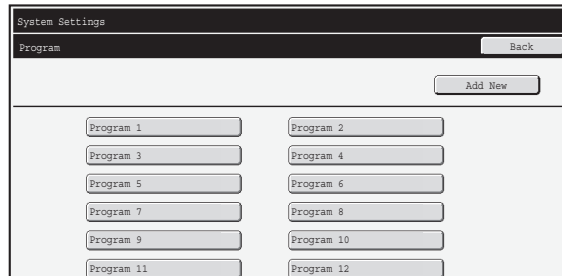 System Settings
Program Back
Add New
Program 1 Program 2
Program 3 Program 4
Program 5 Program 6
Program 7 Program 8
Program 9 Program 10
Program 11 Program 12